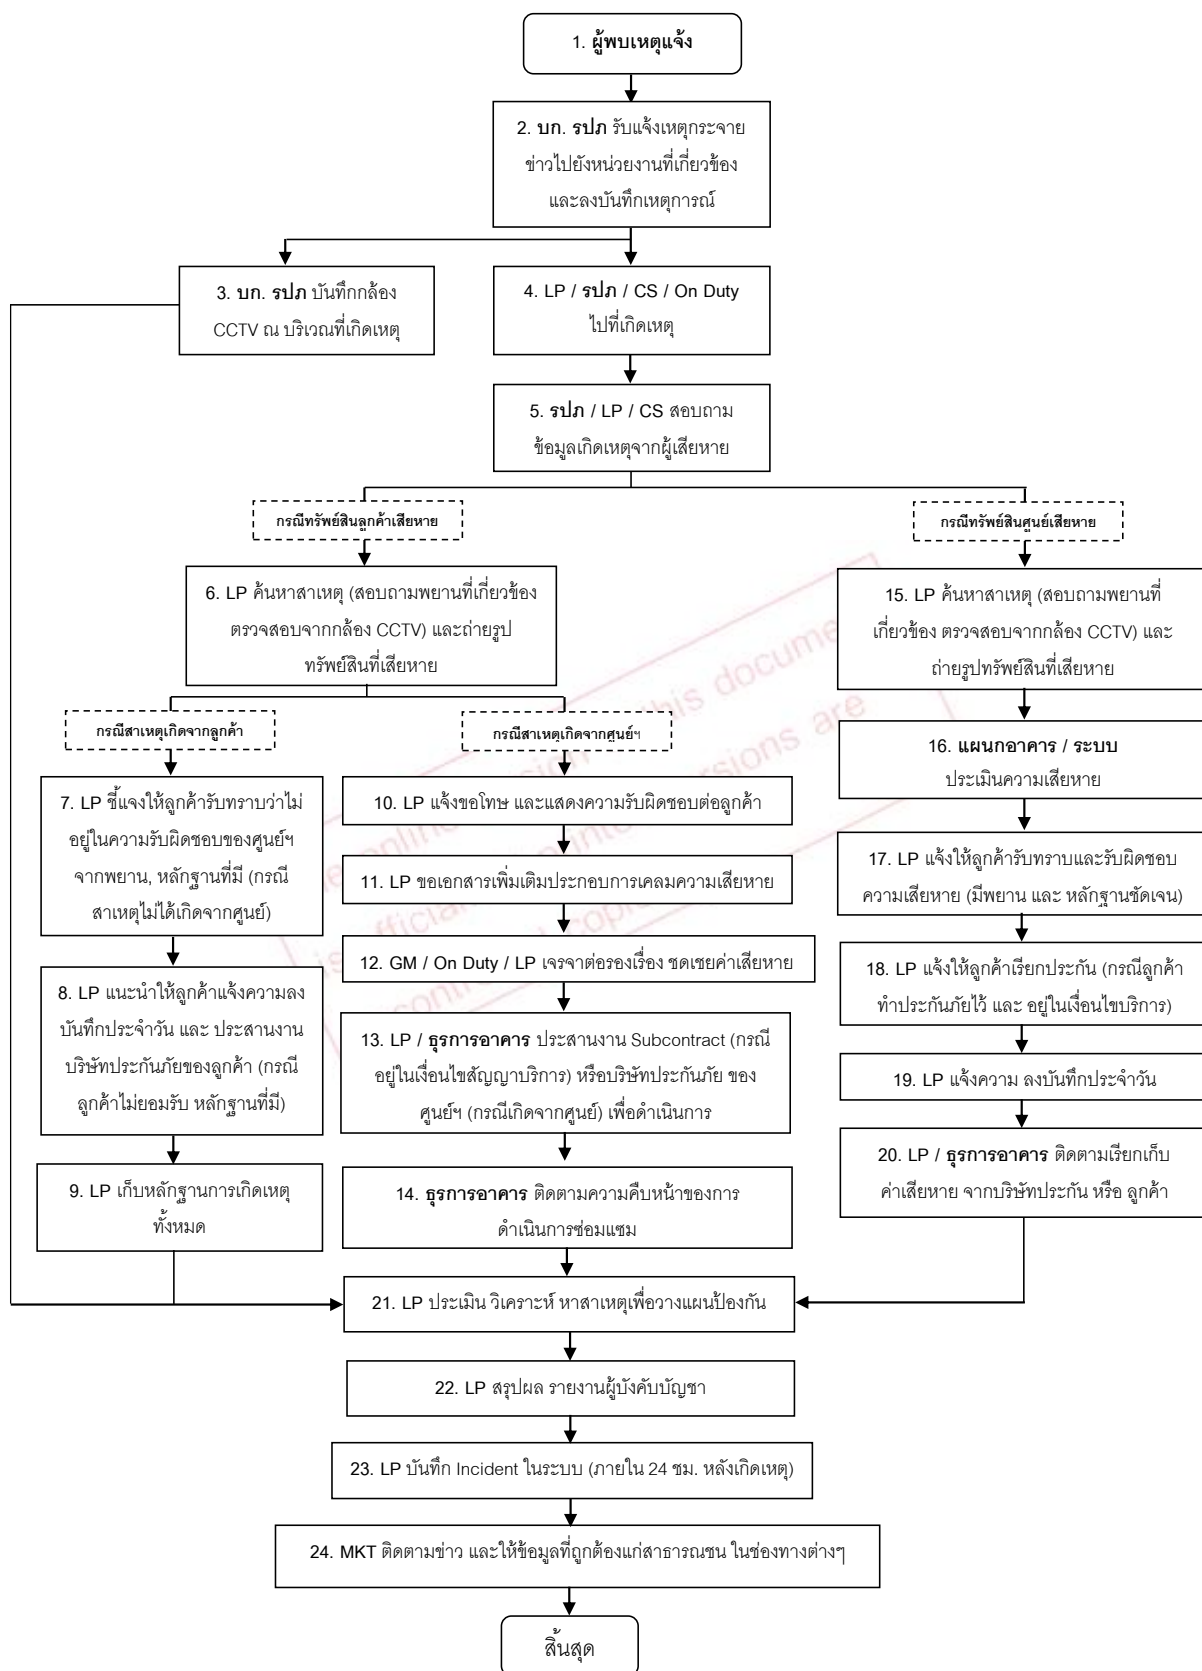 1. ผู้พบเหตุแจ้ง
2. บก. รปภ รับแจ้งเหตุกระจาย
ข่าวไปยังหน่วยงานที่เกี่ยวข้อง
และลงบันทึกเหตุการณ์
3. บก. รปภ บันทึกกล้อง
CCTV ณ บริเวณที่เกิดเหตุ
4. LP / รปภ / CS / On Duty
ไปที่เกิดเหตุ
5. รปภ / LP / CS สอบถาม
ข้อมูลเกิดเหตุจากผู้เสียหาย
กรณีทรัพย์สินลูกค้าเสียหาย
6. LP ค้นหาสาเหตุ (สอบถามพยานที่เกี่ยวข้อง
ตรวจสอบจากกล้อง CCTV) และถ่ายรูป
ทรัพย์สินที่เสียหาย
กรณีสาเหตุเกิดจากลูกค้า
7. LP ชี้แจงให้ลูกค้ารับทราบว่าไม่
อยู่ในความรับผิดชอบของศูนย์ฯ
จากพยาน, หลักฐานที่มี (กรณี
สาเหตุไม่ได้เกิดจากศูนย์)
8. LP แนะนำให้ลูกค้าแจ้งความลง
บันทึกประจำวัน และ ประสานงาน
บริษัทประกันภัยของลูกค้า (กรณี
ลูกค้าไม่ยอมรับ หลักฐานที่มี)
9. LP เก็บหลักฐานการเกิดเหตุ
ทั้งหมด
กรณีสาเหตุเกิดจากศูนย์ฯ
10. LP แจ้งขอโทษ และแสดงความรับผิดชอบต่อลูกค้า
11. LP ขอเอกสารเพิ่มเติมประกอบการเคลมความเสียหาย
12. GM / On Duty / LP เจรจาต่อรองเรื่อง ชดเชยค่าเสียหาย
13. LP / ธุรการอาคาร ประสานงาน Subcontract (กรณี
อยู่ในเงื่อนไขสัญญาบริการ) หรือบริษัทประกันภัย ของ
ศูนย์ฯ (กรณีเกิดจากศูนย์) เพื่อดำเนินการ
14. ธุรการอาคาร ติดตามความคืบหน้าของการ
ดำเนินการซ่อมแซม
กรณีทรัพย์สินศูนย์เสียหาย
15. LP ค้นหาสาเหตุ (สอบถามพยานที่
เกี่ยวข้อง ตรวจสอบจากกล้อง CCTV) และ
ถ่ายรูปทรัพย์สินที่เสียหาย
16. แผนกอาคาร / ระบบ
ประเมินความเสียหาย
17. LP แจ้งให้ลูกค้ารับทราบและรับผิดชอบ
ความเสียหาย (มีพยาน และ หลักฐานชัดเจน)
18. LP แจ้งให้ลูกค้าเรียกประกัน (กรณีลูกค้า
ทำประกันภัยไว้ และ อยู่ในเงื่อนไขบริการ)
19. LP แจ้งความ ลงบันทึกประจำวัน
20. LP / ธุรการอาคาร ติดตามเรียกเก็บ
ค่าเสียหาย จากบริษัทประกัน หรือ ลูกค้า
21. LP ประเมิน วิเคราะห์ หาสาเหตุเพื่อวางแผนป้องกัน
22. LP สรุปผล รายงานผู้บังคับบัญชา
23. LP บันทึก Incident ในระบบ (ภายใน 24 ชม. หลังเกิดเหตุ)
24. MKT ติดตามข่าว และให้ข้อมูลที่ถูกต้องแก่สาธารณชน ในช่องทางต่างๆ
สิ้นสุด